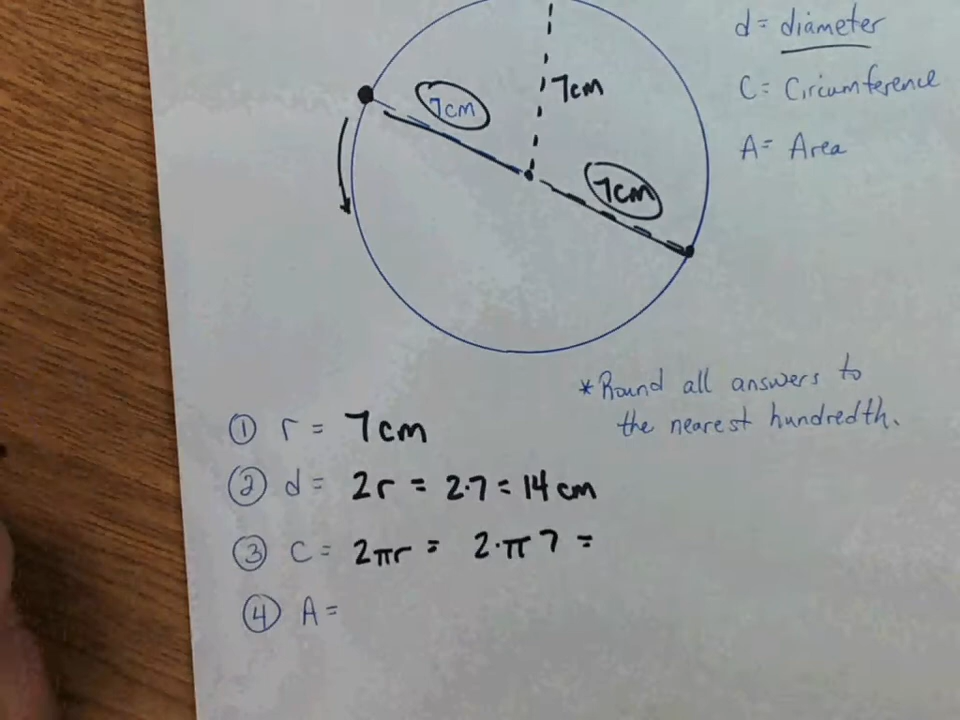 d = diameter
7cm
7cm
C = Circumference
7cm
A = Area
* Round all answers to
the nearest hundredth.
① r = 7cm
② d = 2r = 2·7 = 14 cm
③ C = 2πr = 2·π 7 =
④ A =